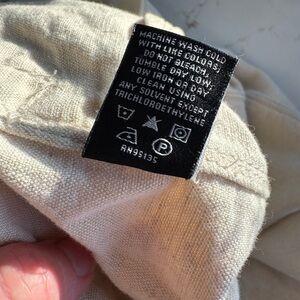 MACHINE WASH COLD
WITH LIKE COLORS.
DO NOT BLEACH.
TUMBLE DRY LOW.
LOW IRON OR DRY
CLEAN USING
ANY SOLVENT EXCEPT
TRICHLOROETHYLENE
P
RN95135